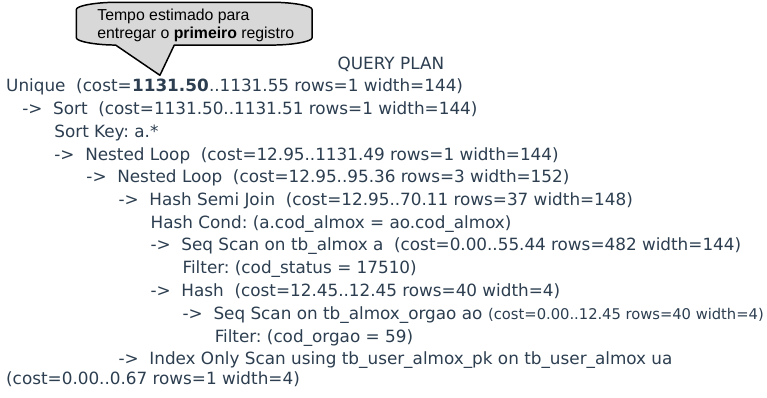 Tempo estimado para
entregar o primeiro registro
QUERY PLAN
Unique (cost=1131.50..1131.55 rows=1 width=144)
-> Sort (cost=1131.50..1131.51 rows=1 width=144)
Sort Key: a.*
-> Nested Loop (cost=12.95..1131.49 rows=1 width=144)
-> Nested Loop (cost=12.95..95.36 rows=3 width=152)
-> Hash Semi Join (cost=12.95..70.11 rows=37 width=148)
Hash Cond: (a.cod_almox = ao.cod_almox)
-> Seq Scan on tb_almox a (cost=0.00..55.44 rows=482 width=144)
Filter: (cod_status = 17510)
-> Hash (cost=12.45..12.45 rows=40 width=4)
-> Seq Scan on tb_almox_orgao ao (cost=0.00..12.45 rows=40 width=4)
Filter: (cod_orgao = 59)
-> Index Only Scan using tb_user_almox_pk on tb_user_almox ua
(cost=0.00..0.67 rows=1 width=4)